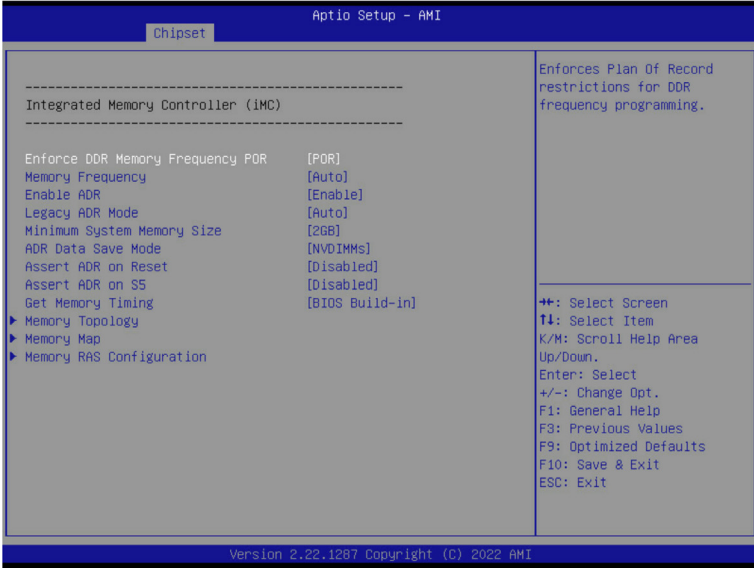 Aptio Setup – AMI
Chipset
--------------------------------------------------
Integrated Memory Controller (iMC)
--------------------------------------------------
Enforce DDR Memory Frequency POR [POR]
Memory Frequency [Auto]
Enable ADR [Enable]
Legacy ADR Mode [Auto]
Minimum System Memory Size [2GB]
ADR Data Save Mode [NVDIMMs]
Assert ADR on Reset [Disabled]
Assert ADR on S5 [Disabled]
Get Memory Timing [BIOS Build-in]
▶ Memory Topology
▶ Memory Map
▶ Memory RAS Configuration
Enforces Plan Of Record
restrictions for DDR
frequency programming.
→←: Select Screen
↑↓: Select Item
K/M: Scroll Help Area
Up/Down.
Enter: Select
+/-: Change Opt.
F1: General Help
F3: Previous Values
F9: Optimized Defaults
F10: Save & Exit
ESC: Exit
Version 2.22.1287 Copyright (C) 2022 AMI